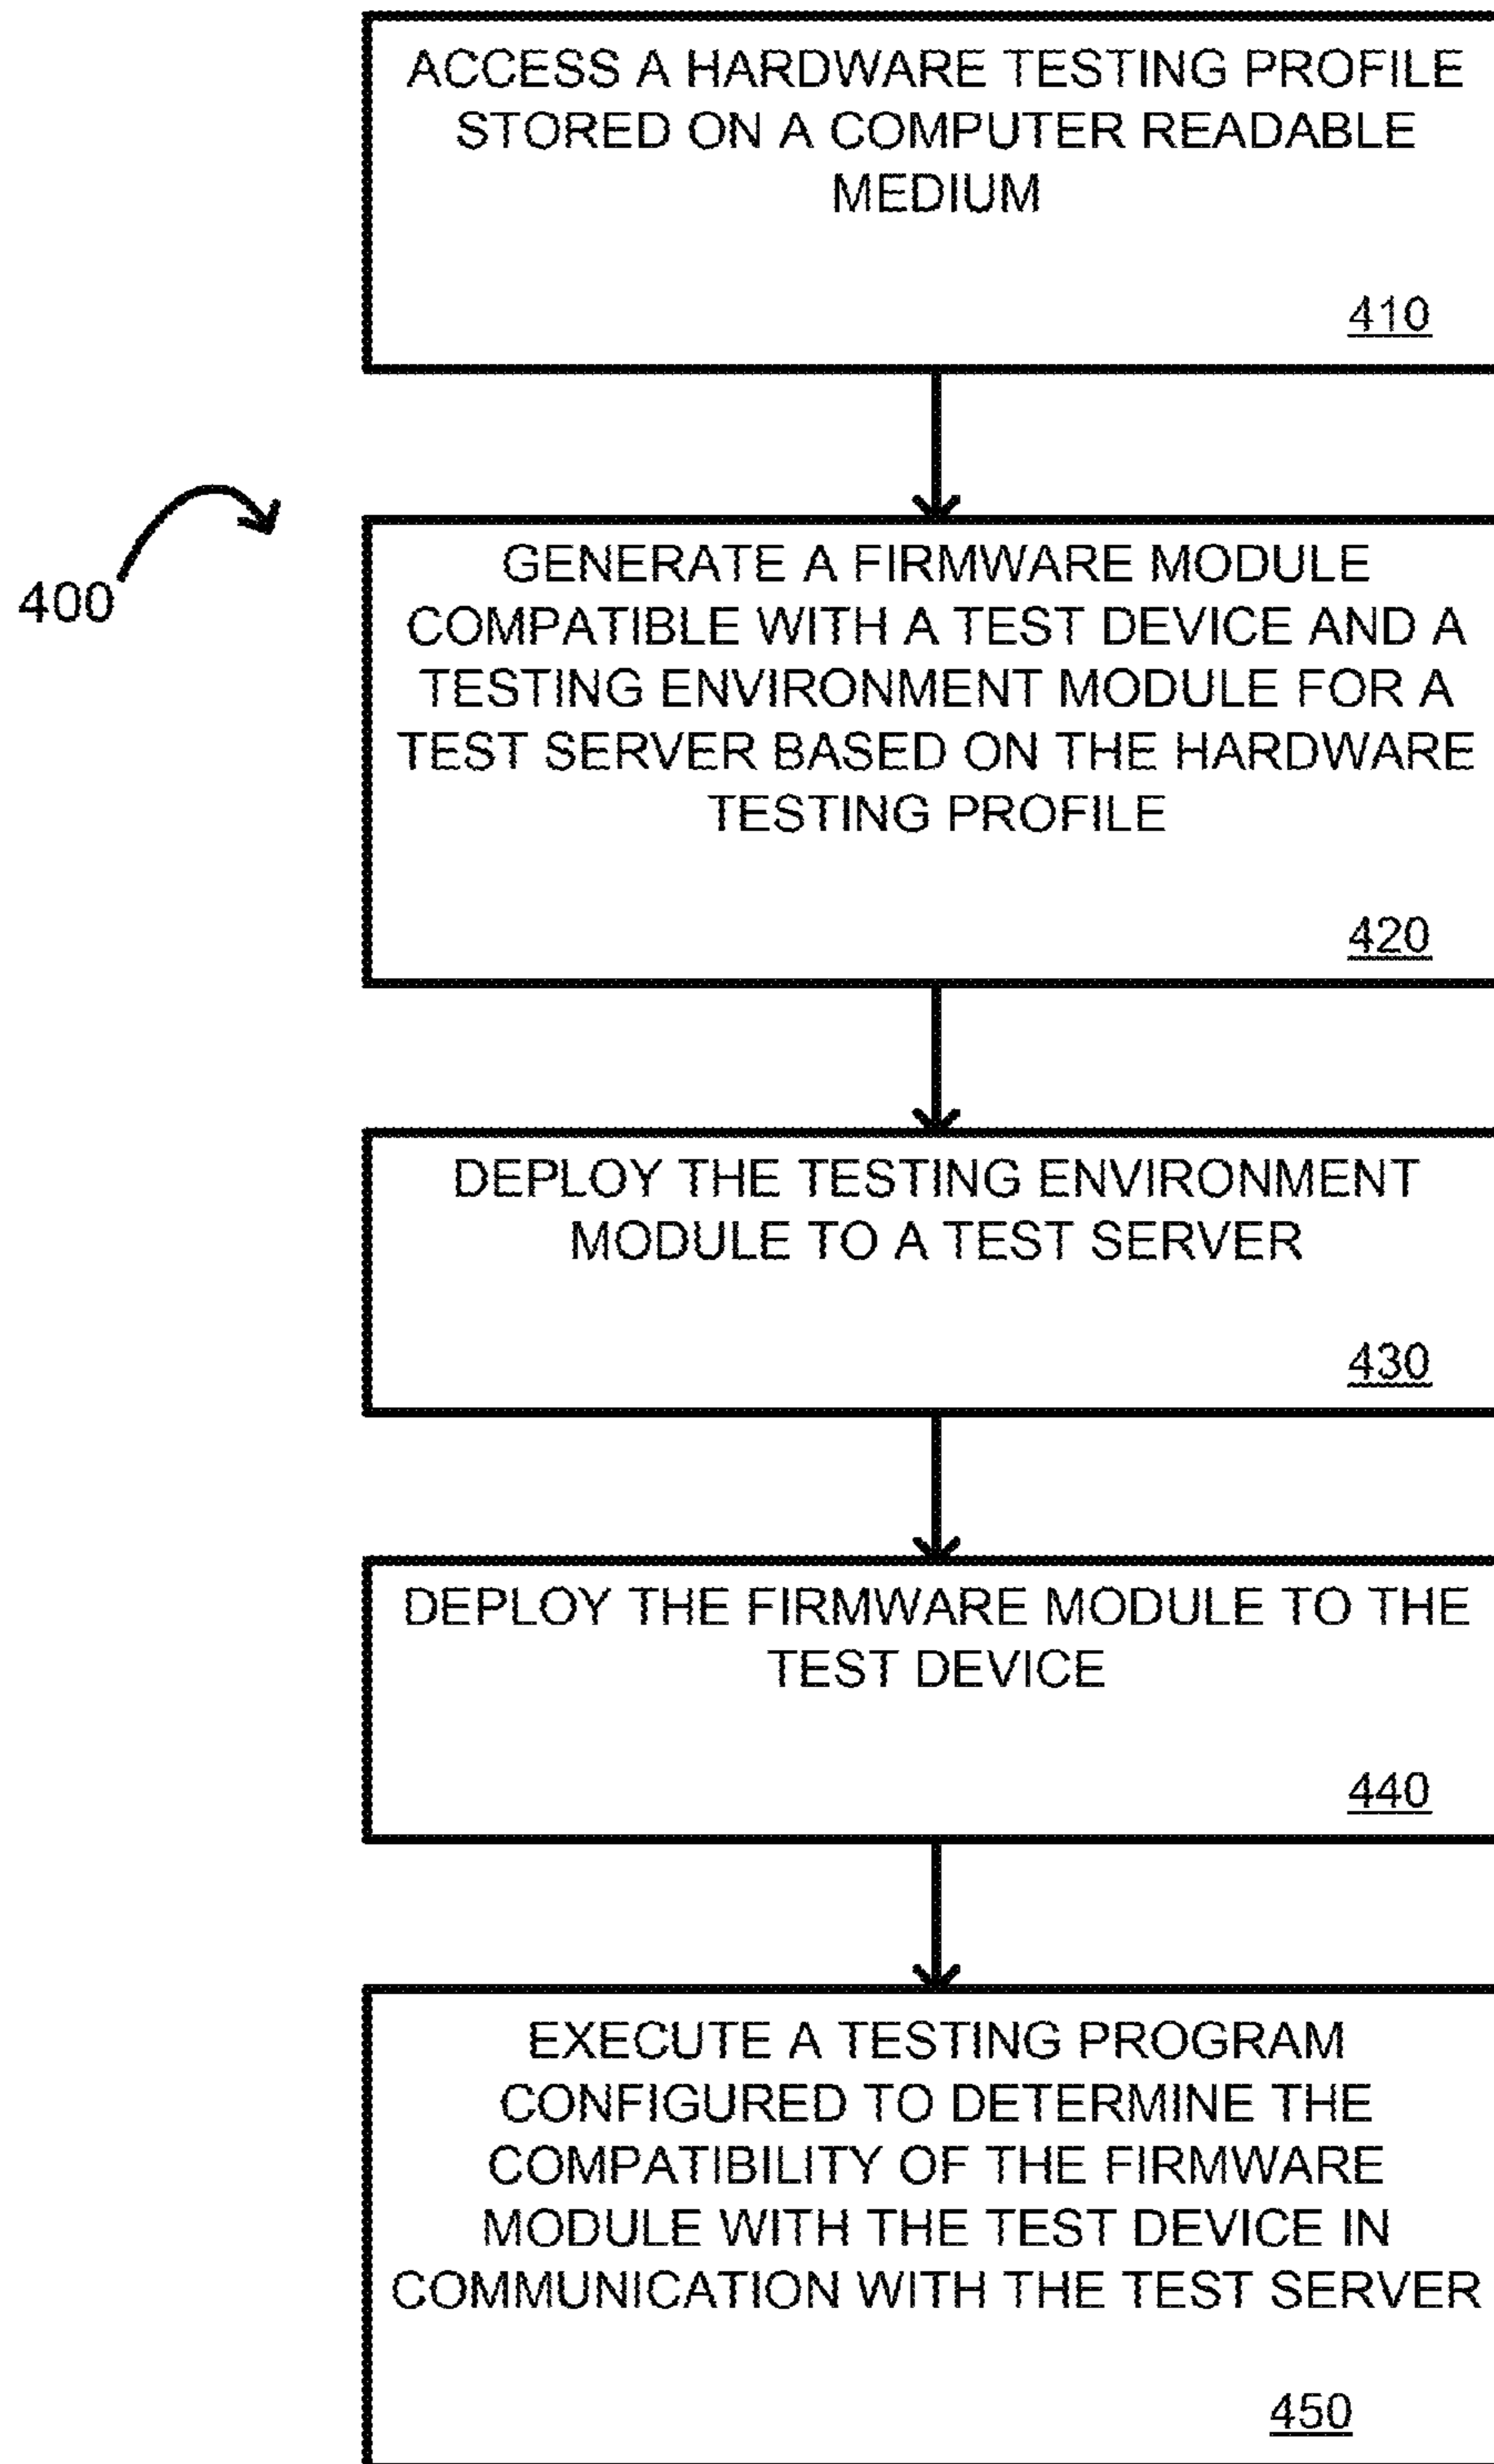 ACCESS A HARDWARE TESTING PROFILE
STORED ON A COMPUTER READABLE
MEDIUM
410
400
GENERATE A FIRMWARE MODULE
COMPATIBLE WITH A TEST DEVICE AND A
TESTING ENVIRONMENT MODULE FOR A
TEST SERVER BASED ON THE HARDWARE
TESTING PROFILE
420
DEPLOY THE TESTING ENVIRONMENT
MODULE TO A TEST SERVER
430
DEPLOY THE FIRMWARE MODULE TO THE
TEST DEVICE
440
EXECUTE A TESTING PROGRAM
CONFIGURED TO DETERMINE THE
COMPATIBILITY OF THE FIRMWARE
MODULE WITH THE TEST DEVICE IN
COMMUNICATION WITH THE TEST SERVER
450